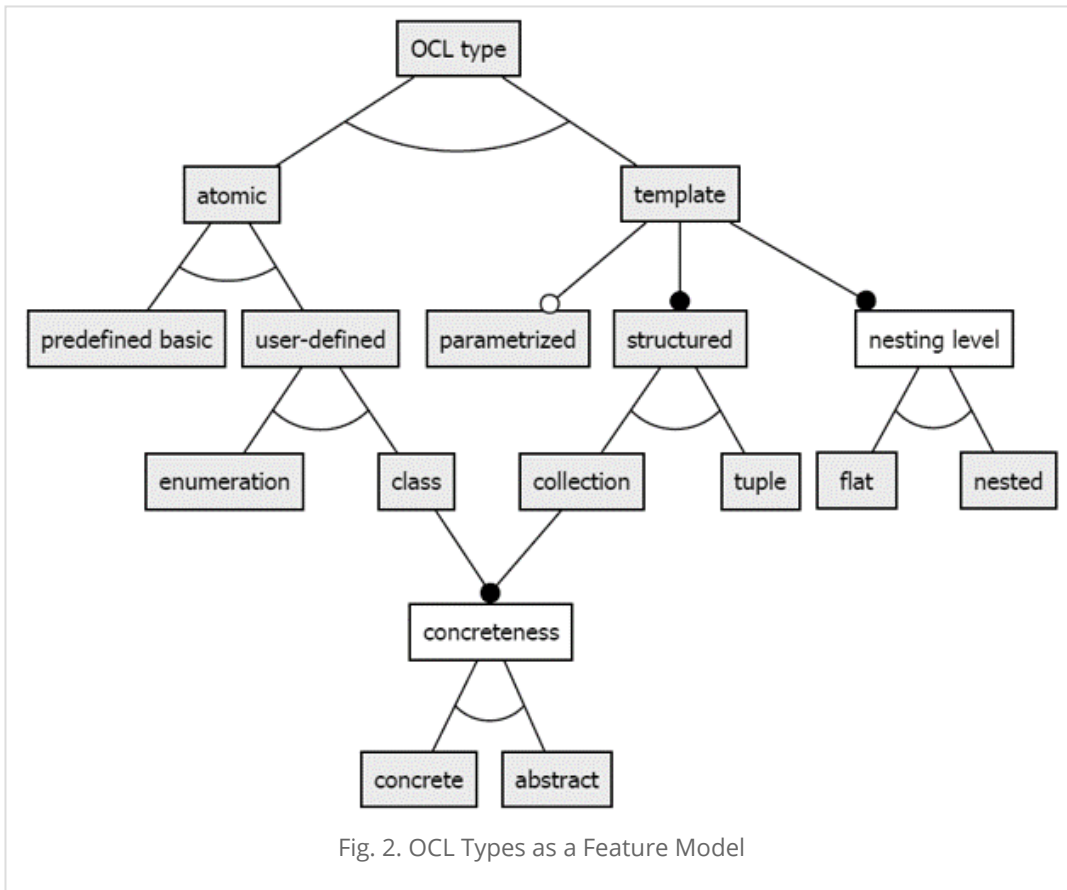 OCL type
atomic
template
predefined basic
user-defined
parametrized
structured
nesting level
enumeration
class
collection
tuple
flat
nested
concreteness
concrete
abstract
Fig. 2. OCL Types as a Feature Model